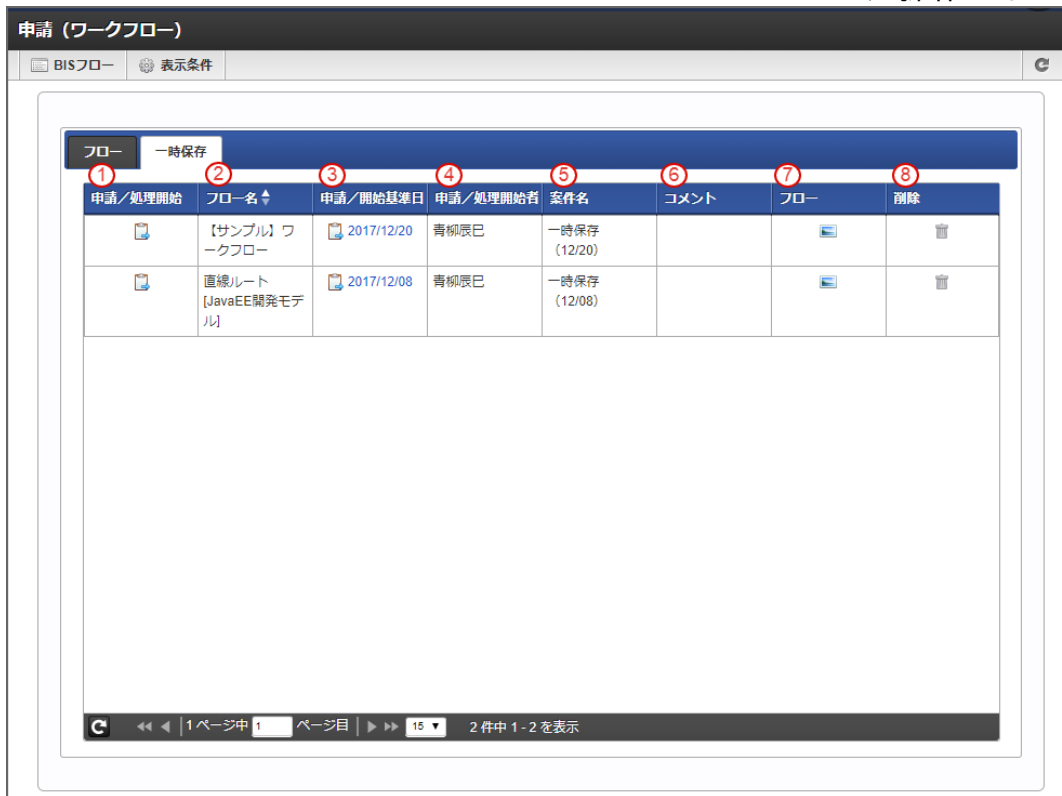 申請（ワークフロー）
BISフロー 表示条件
フロー 一時保存
① ② ③ ④ ⑤ ⑥ ⑦ ⑧
申請／処理開始 フロー名 申請／開始基準日 申請／処理開始者 案件名 コメント フロー 削除
【サンプル】ワ 2017/12/20 青柳辰巳 一時保存
ークフロー （12/20）
直線ルート 2017/12/08 青柳辰巳 一時保存
[JavaEE開発モデ （12/08）
ル]
1 ページ中 1 ページ目 15 2 件中 1 - 2 を表示